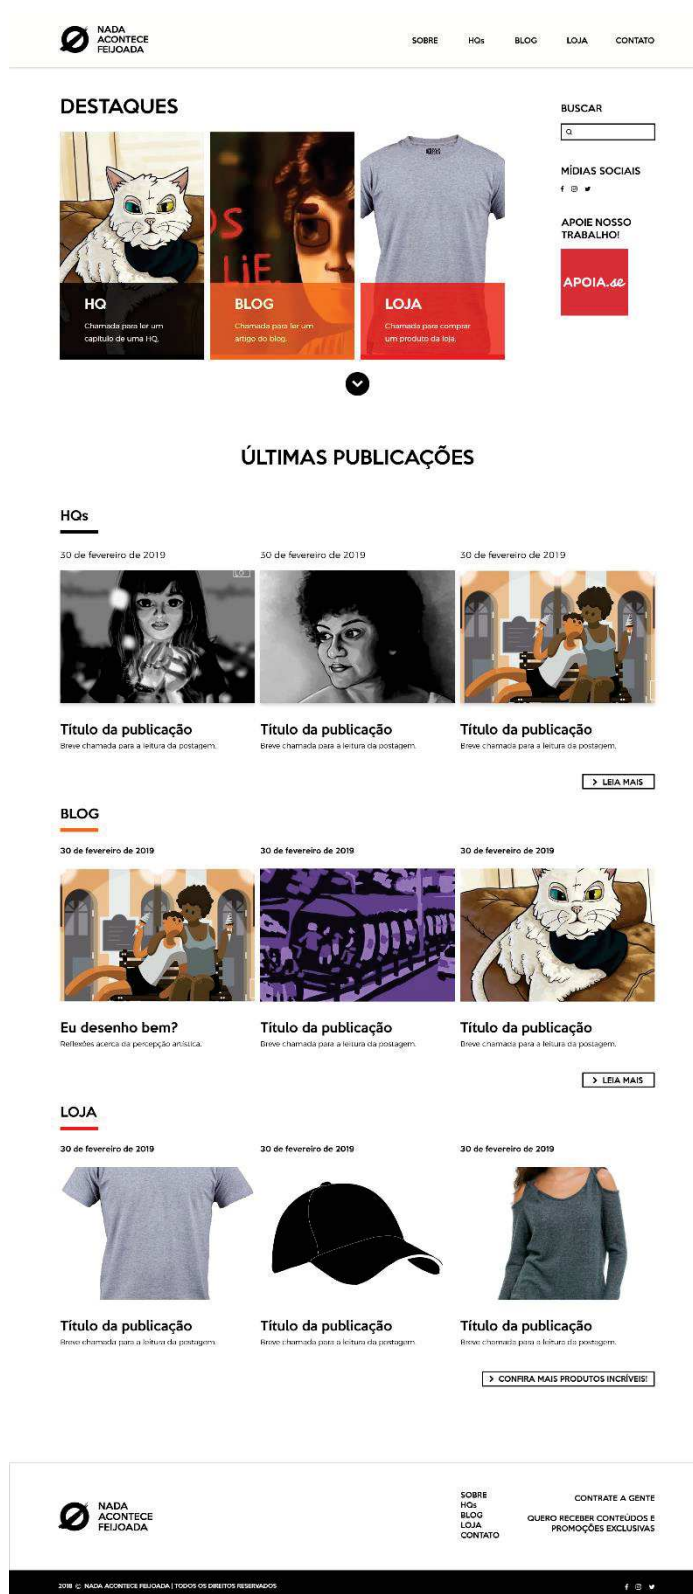 NADA
ACONTECE
FEIJOADA
SOBRE HQs BLOG LOJA CONTATO
DESTAQUES
BUSCAR
MÍDIAS SOCIAIS
APOIE NOSSO
TRABALHO!
APOIA.se
OS
LiE.
HQ
Chamada para ler um
capítulo de uma HQ.
BLOG
Chamada para ler um
artigo do blog.
LOJA
Chamada para comprar
um produto da loja.
ÚLTIMAS PUBLICAÇÕES
HQs
30 de fevereiro de 2019 30 de fevereiro de 2019 30 de fevereiro de 2019
Título da publicação Título da publicação Título da publicação
Breve chamada para a leitura da postagem. Breve chamada para a leitura da postagem. Breve chamada para a leitura da postagem.
> LEIA MAIS
BLOG
30 de fevereiro de 2019 30 de fevereiro de 2019 30 de fevereiro de 2019
Eu desenho bem? Título da publicação Título da publicação
Reflexões acerca da percepção artística. Breve chamada para a leitura da postagem. Breve chamada para a leitura da postagem.
> LEIA MAIS
LOJA
30 de fevereiro de 2019 30 de fevereiro de 2019 30 de fevereiro de 2019
Título da publicação Título da publicação Título da publicação
Breve chamada para a leitura da postagem. Breve chamada para a leitura da postagem. Breve chamada para a leitura da postagem.
> CONFIRA MAIS PRODUTOS INCRÍVEIS!
NADA
ACONTECE
FEIJOADA
SOBRE
HQs
BLOG
LOJA
CONTATO
CONTRATE A GENTE
QUERO RECEBER CONTEÚDOS E
PROMOÇÕES EXCLUSIVAS
2018 © NADA ACONTECE FEIJOADA | TODOS OS DIREITOS RESERVADOS